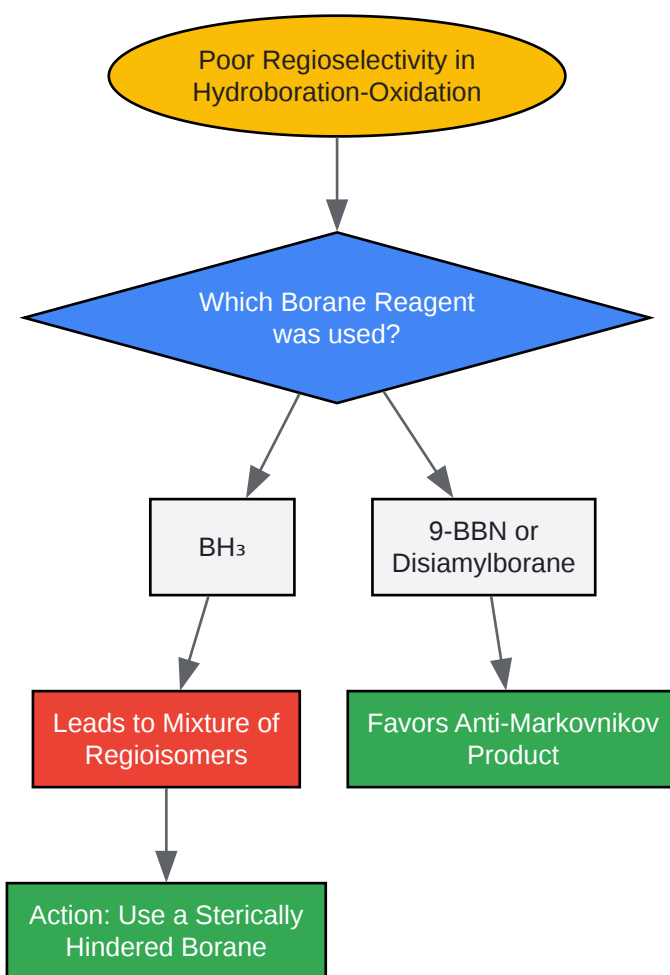 Poor Regioselectivity in
Hydroboration-Oxidation
Which Borane Reagent
was used?
BH₃
9-BBN or
Disiamylborane
Leads to Mixture of
Regioisomers
Favors Anti-Markovnikov
Product
Action: Use a Sterically
Hindered Borane